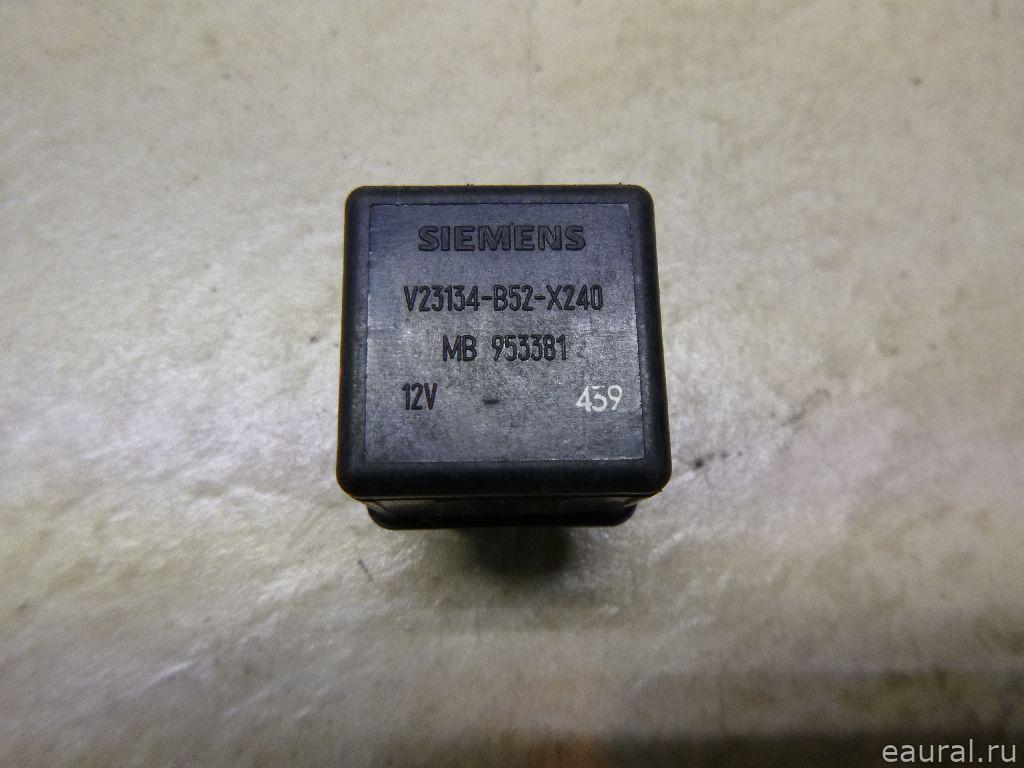 SIEMENS
V23134-B52-X240
MB 953381
12V 439
eaural.ru